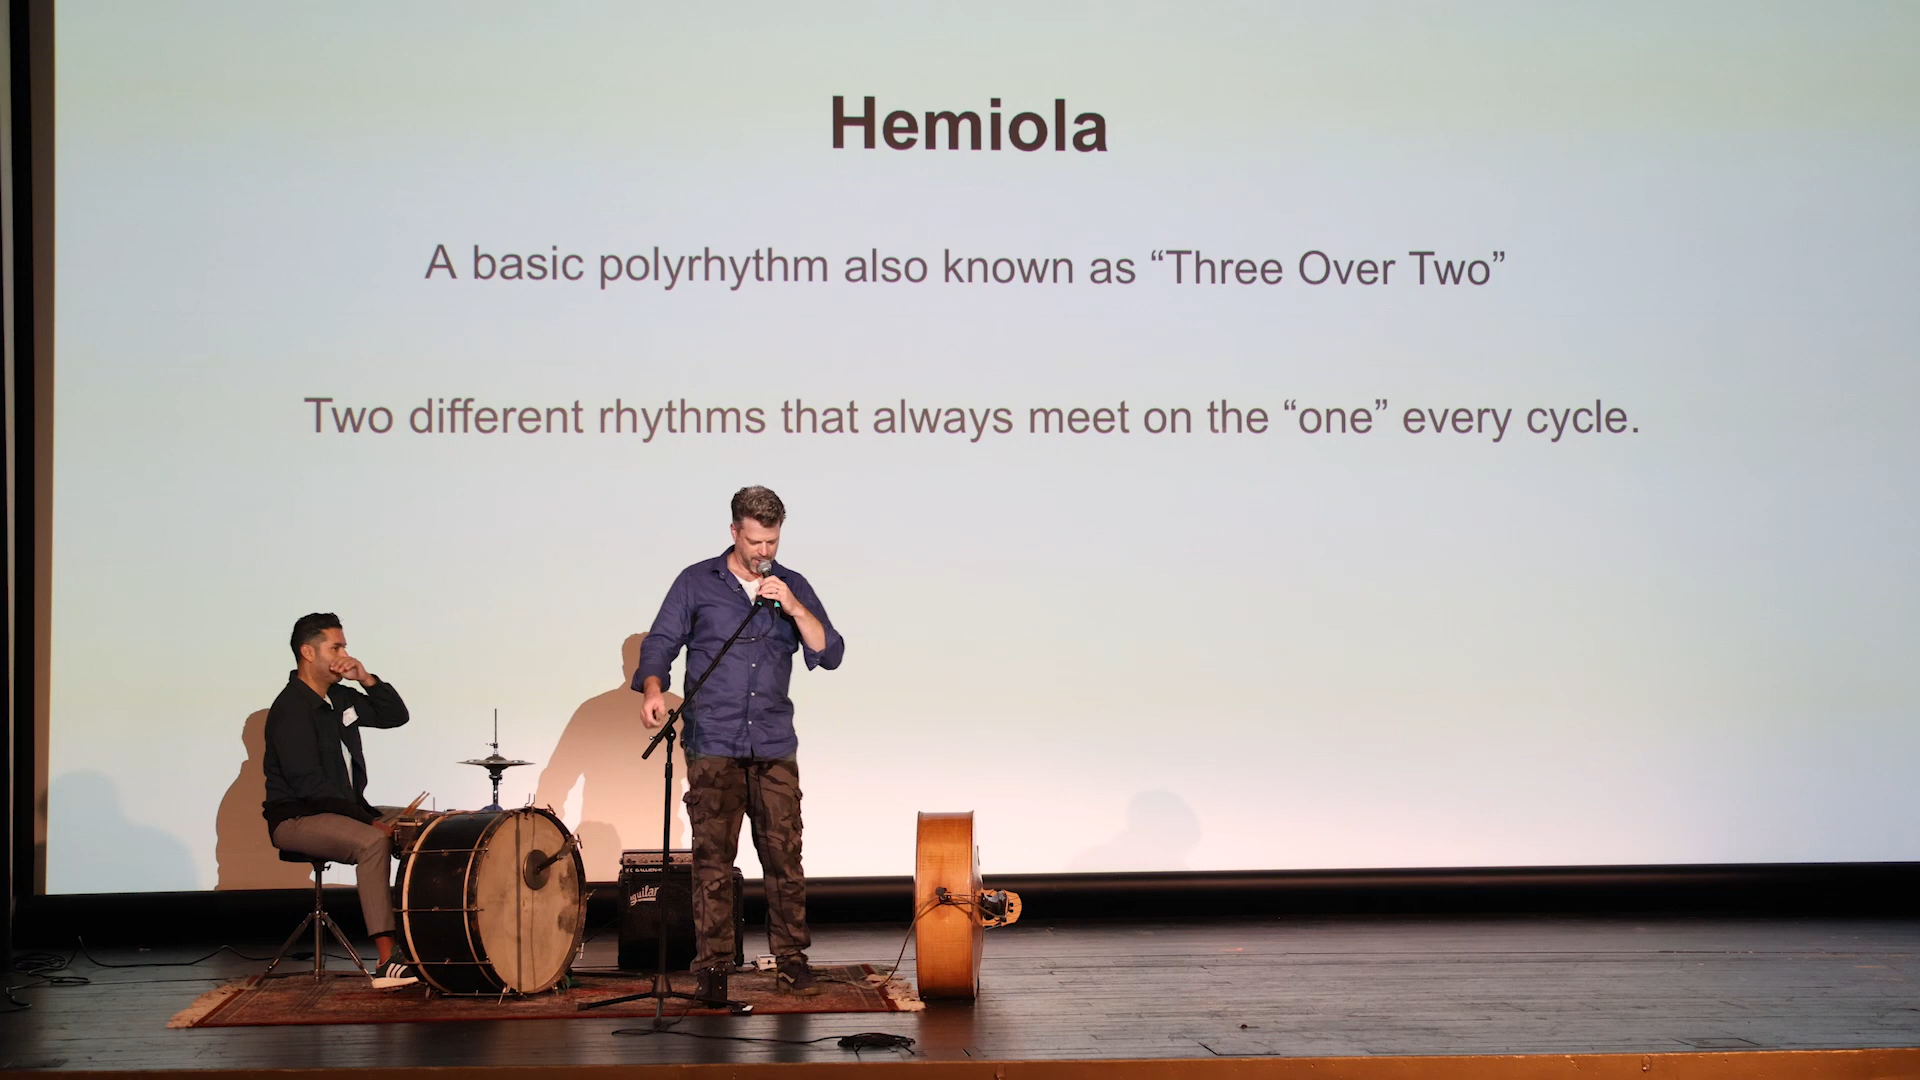 Hemiola
A basic polyrhythm also known as “Three Over Two”
Two different rhythms that always meet on the “one” every cycle.